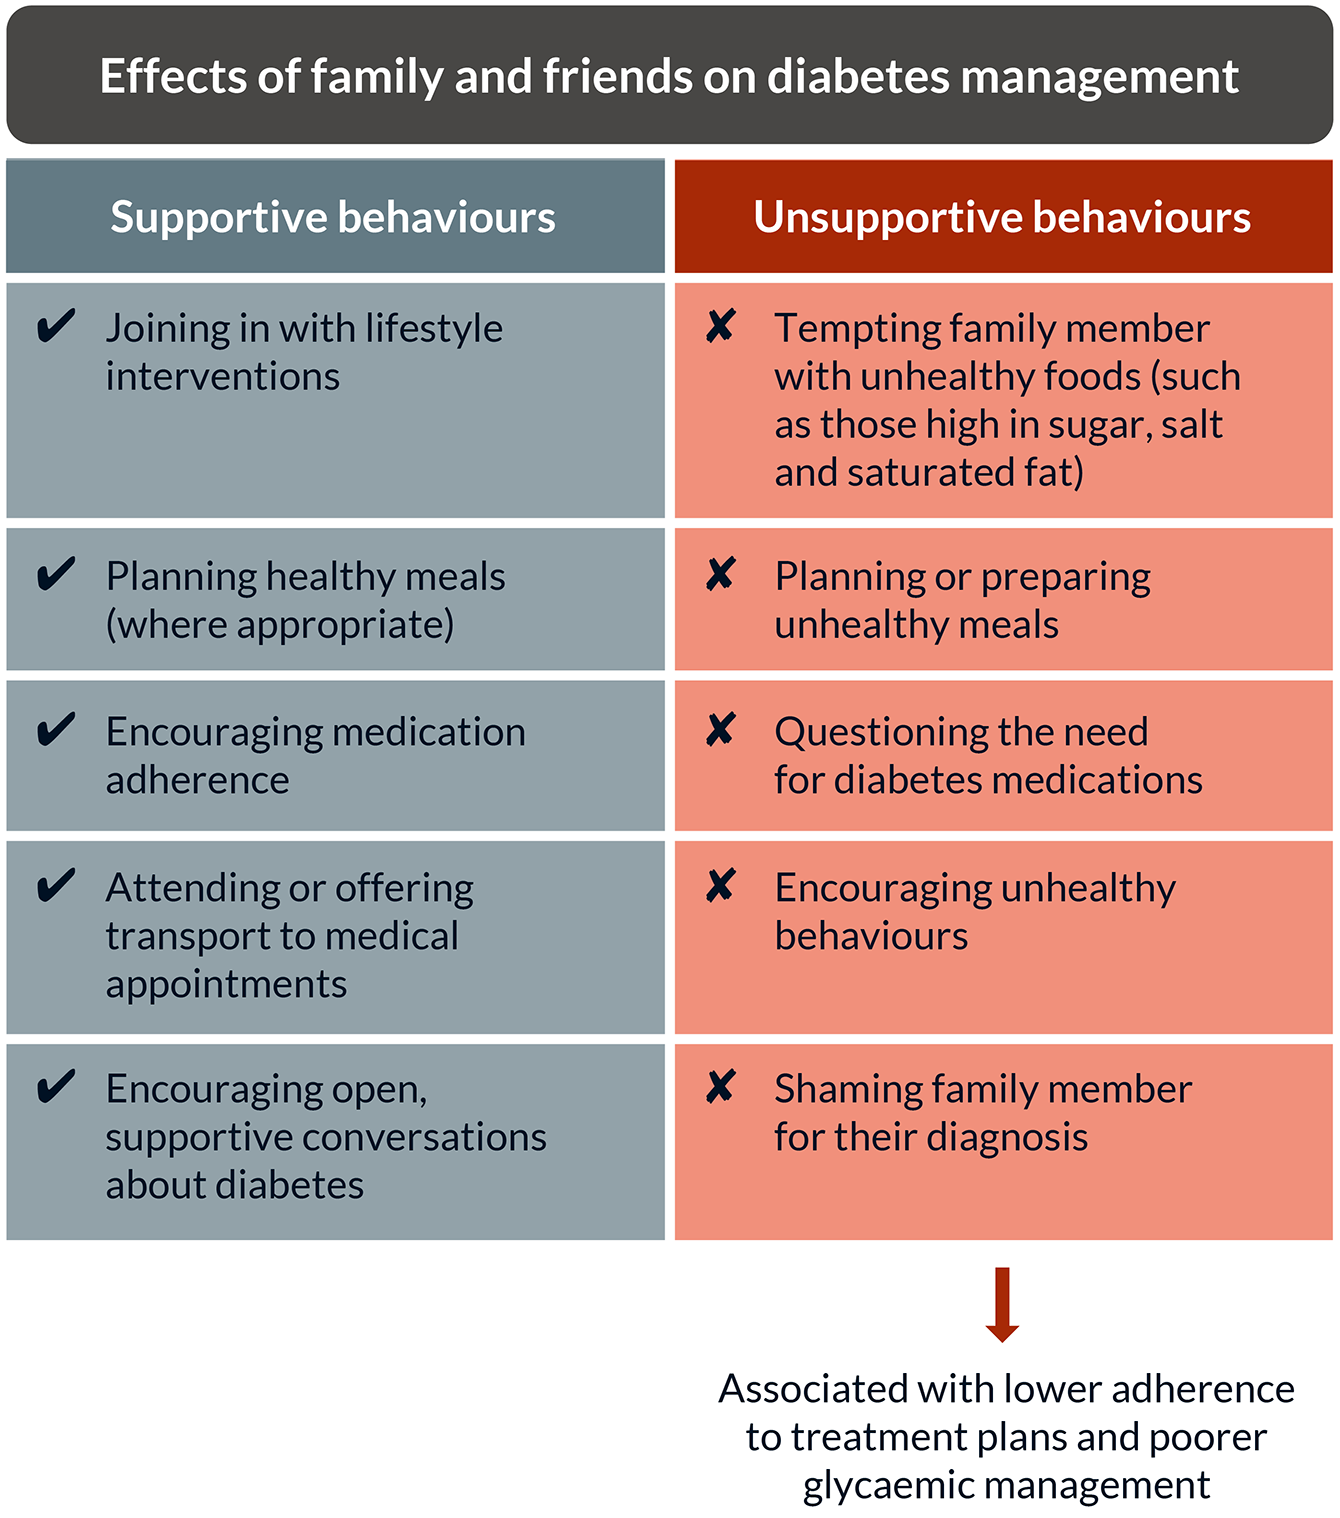 Effects of family and friends on diabetes management
Supportive behaviours
Unsupportive behaviours
✔ Joining in with lifestyle
interventions
✘ Tempting family member
with unhealthy foods (such
as those high in sugar, salt
and saturated fat)
✔ Planning healthy meals
(where appropriate)
✘ Planning or preparing
unhealthy meals
✔ Encouraging medication
adherence
✘ Questioning the need
for diabetes medications
✔ Attending or offering
transport to medical
appointments
✘ Encouraging unhealthy
behaviours
✔ Encouraging open,
supportive conversations
about diabetes
✘ Shaming family member
for their diagnosis
Associated with lower adherence
to treatment plans and poorer
glycaemic management